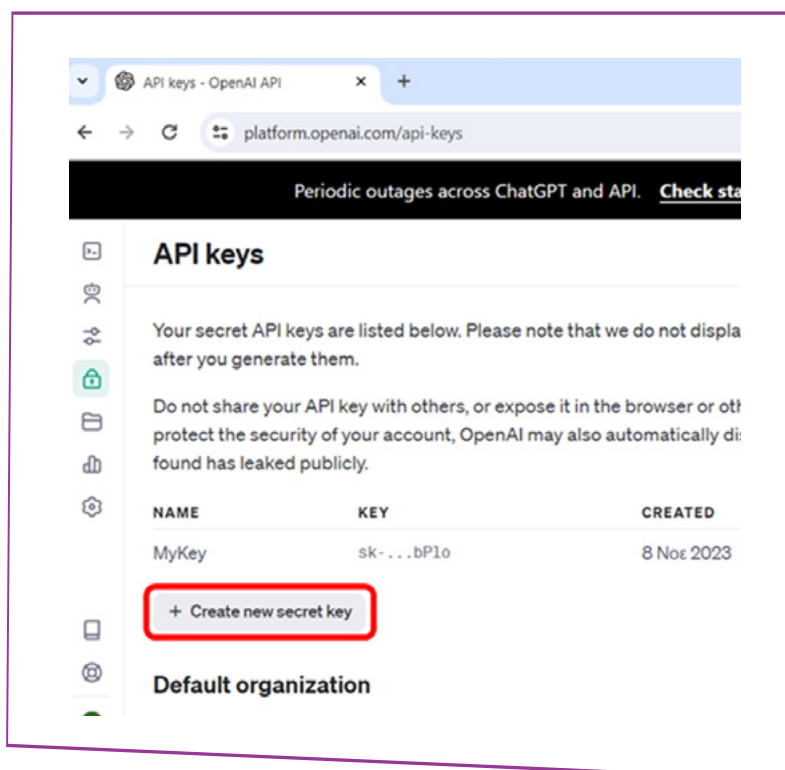 API keys - OpenAI API
platform.openai.com/api-keys
Periodic outages across ChatGPT and API. Check sta
API keys
Your secret API keys are listed below. Please note that we do not displa
after you generate them.
Do not share your API key with others, or expose it in the browser or oth
protect the security of your account, OpenAI may also automatically di
found has leaked publicly.
NAME KEY CREATED
MyKey sk-...bPlo 8 Νοε 2023
+ Create new secret key
Default organization